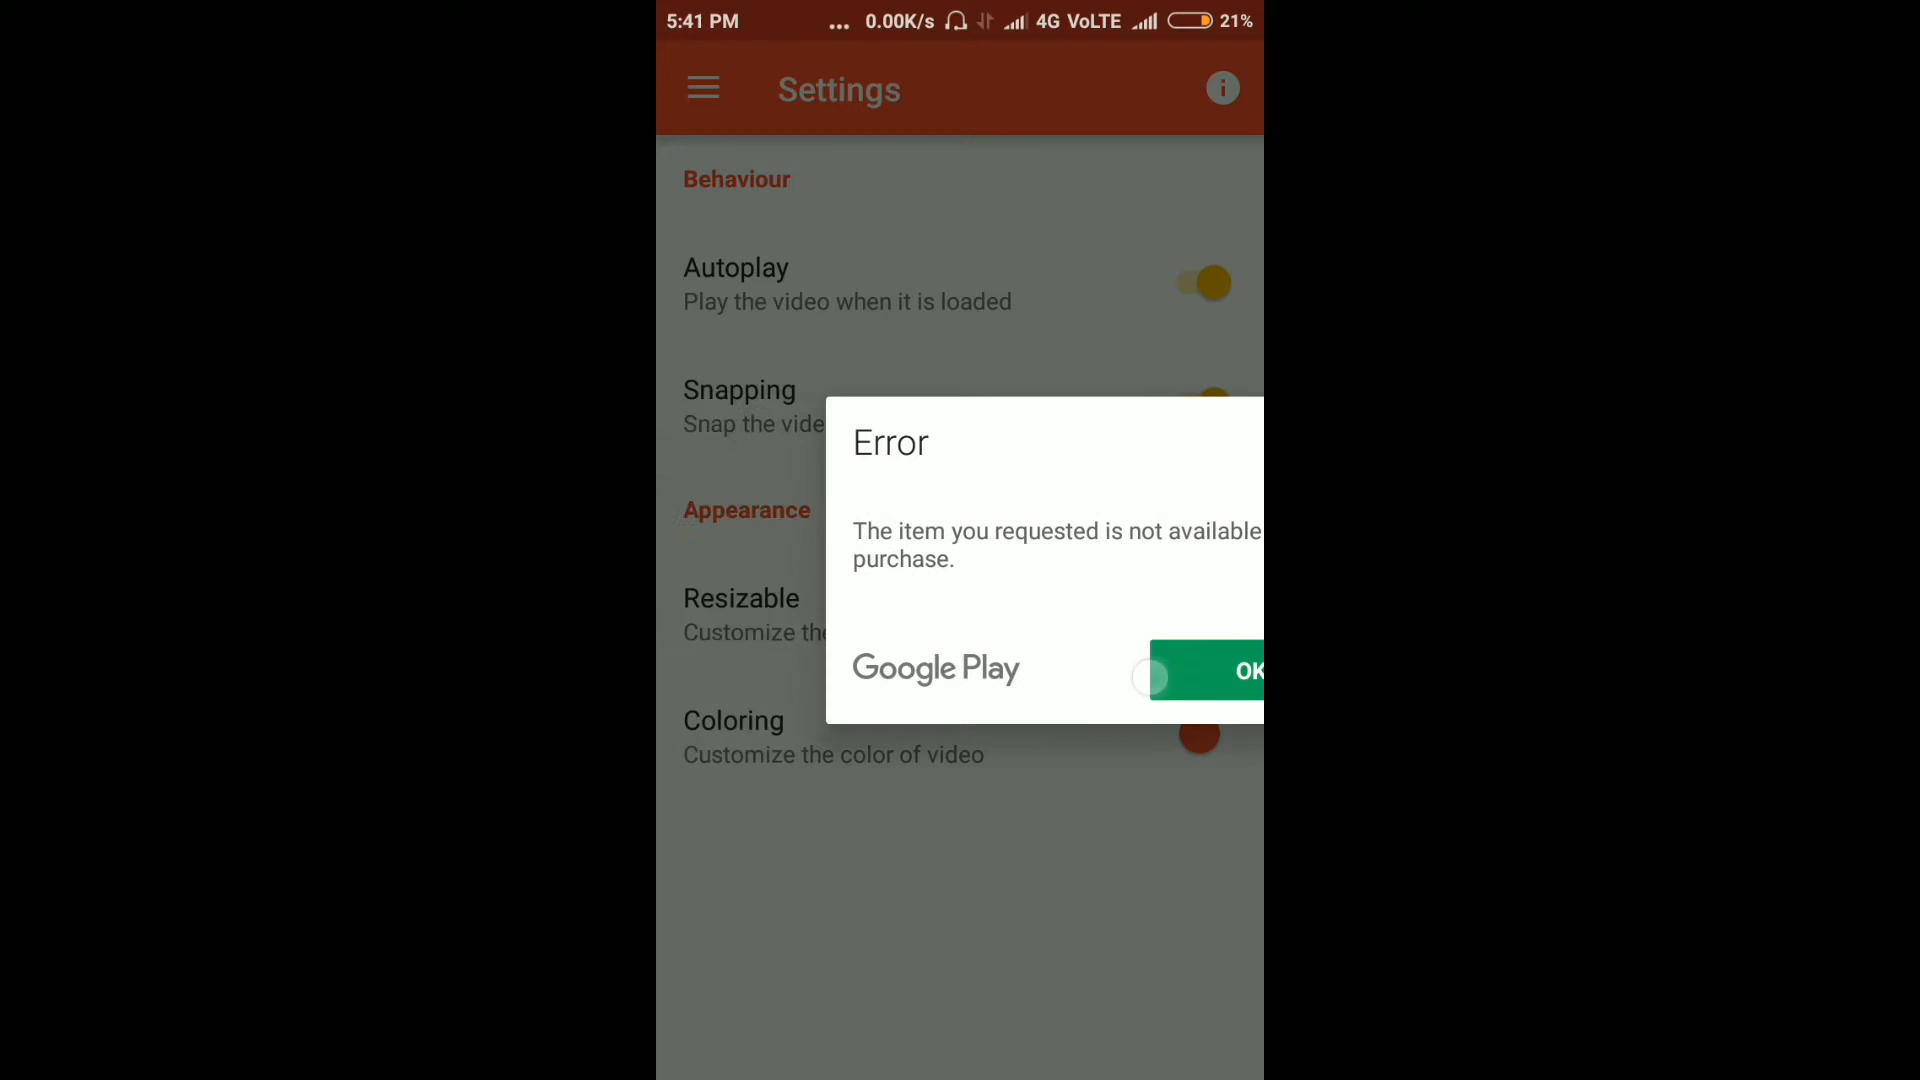 5:41 PM ... 0.00K/s 4G VoLTE 21%
Settings
Behaviour
Autoplay
Play the video when it is loaded
Snapping
Snap the vide
Error
The item you requested is not available
purchase.
Appearance
Resizable
Customize the
Google Play
OK
Coloring
Customize the color of video